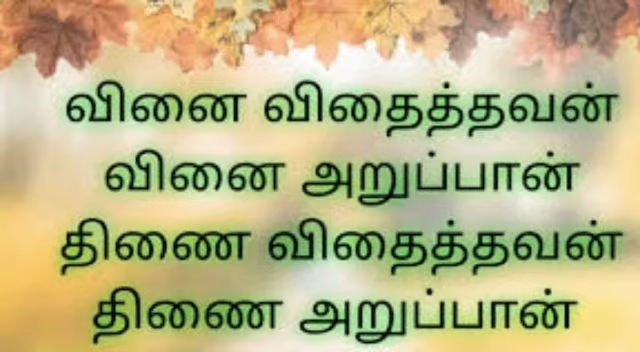 வினை விதைத்தவன்
வினை அறுப்பான்
திணை விதைத்தவன்
திணை அறுப்பான்